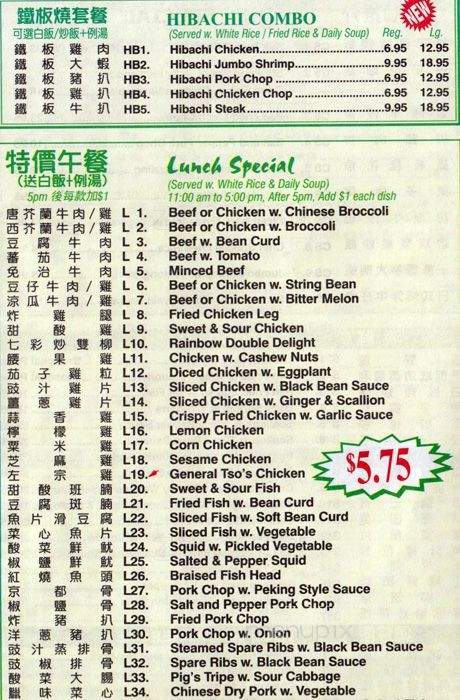 鐵板燒套餐 HIBACHI COMBO NEW
可選白飯/炒飯+例湯 (Served w. White Rice / Fried Rice & Daily Soup) Reg. Lg.
鐵板雞肉 HB1. Hibachi Chicken 6.95 12.95
鐵板大蝦 HB2. Hibachi Jumbo Shrimp 9.95 18.95
鐵板豬扒 HB3. Hibachi Pork Chop 6.95 12.95
鐵板雞扒 HB4. Hibachi Chicken Chop 6.95 12.95
鐵板牛扒 HB5. Hibachi Steak 9.95 18.95
特價午餐 Lunch Special
(送白飯+例湯) (Served w. White Rice & Daily Soup)
5pm 後每款加$1 11:00 am to 5:00 pm, After 5pm, Add $1 each dish
唐芥蘭牛肉/雞 L 1. Beef or Chicken w. Chinese Broccoli
西芥蘭牛肉/雞 L 2. Beef or Chicken w. Broccoli
豆腐牛肉 L 3. Beef w. Bean Curd
蕃茄牛肉 L 4. Beef w. Tomato
免治牛肉 L 5. Minced Beef
豆仔牛肉/雞 L 6. Beef or Chicken w. String Bean
涼瓜牛肉/雞 L 7. Beef or Chicken w. Bitter Melon
炸雞腿 L 8. Fried Chicken Leg
甜酸雞 L 9. Sweet & Sour Chicken
七彩炒雙柳 L10. Rainbow Double Delight
腰果雞 L11. Chicken w. Cashew Nuts
茄子雞粒 L12. Diced Chicken w. Eggplant
豉汁雞片 L13. Sliced Chicken w. Black Bean Sauce
薑蔥雞片 L14. Sliced Chicken w. Ginger & Scallion
蒜香雞 L15. Crispy Fried Chicken w. Garlic Sauce
檸檬雞 L16. Lemon Chicken
粟米雞 L17. Corn Chicken
芝麻雞 L18. Sesame Chicken
左宗雞 L19. General Tso's Chicken
$5.75
甜酸斑腩 L20. Sweet & Sour Fish
豆腐斑腩 L21. Fried Fish w. Bean Curd
魚片滑豆腐 L22. Sliced Fish w. Soft Bean Curd
菜心魚片 L23. Sliced Fish w. Vegetable
酸菜鮮魷 L24. Squid w. Pickled Vegetable
椒鹽鮮魷 L25. Salted & Pepper Squid
紅燒魚頭 L26. Braised Fish Head
京都骨 L27. Pork Chop w. Peking Style Sauce
椒鹽骨 L28. Salt and Pepper Pork Chop
炸豬扒 L29. Fried Pork Chop
洋蔥豬扒 L30. Pork Chop w. Onion
豉汁蒸排骨 L31. Steamed Spare Ribs w. Black Bean Sauce
豉椒排骨 L32. Spare Ribs w. Black Bean Sauce
酸菜大腸 L33. Pig's Tripe w. Sour Cabbage
臘味菜心 L34. Chinese Dry Pork w. Vegetable